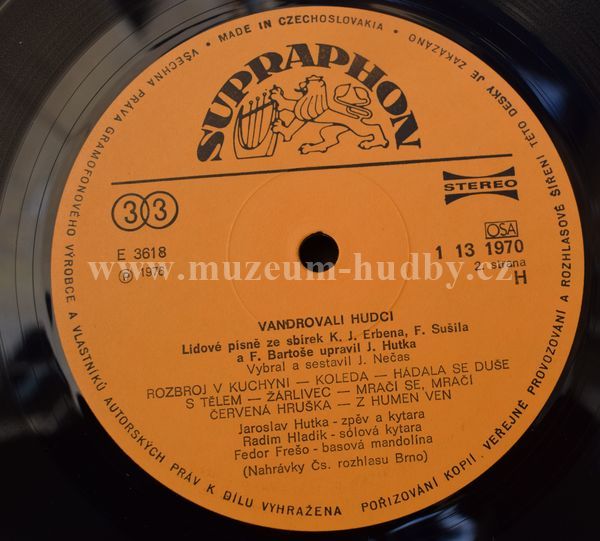 VŠECHNA PRÁVA GRAMOFONOVÉHO VÝROBCE A VLASTNÍKŮ AUTORSKÝCH PRÁV K DÍLU VYHRAŽENA
POŘIZOVÁNÍ KOPIÍ, VEŘEJNÉ PROVOZOVÁNÍ A ROZHLASOVÉ ŠÍŘENÍ TÉTO DESKY JE ZAKÁZÁNO
• MADE IN CZECHOSLOVAKIA •
SUPRAPHON
33
STEREO
E 3618
Ⓟ 1976
OSA
1 13 1970
2. strana
H
www.muzeum-hudby.cz
VANDROVALI HUDCI
Lidové písně ze sbírek K. J. Erbena, F. Sušila
a F. Bartoše upravil J. Hutka
Vybral a sestavil J. Nečas
ROZBROJ V KUCHYNI — KOLEDA — HÁDALA SE DUŠE
S TĚLEM — ŽÁRLIVEC — MRAČÍ SE, MRAČÍ
ČERVENÁ HRUŠKA — Z HUMEN VEN
Jaroslav Hutka - zpěv a kytara
Radim Hladík - sólová kytara
Fedor Frešo - basová mandolína
(Nahrávky Čs. rozhlasu Brno)